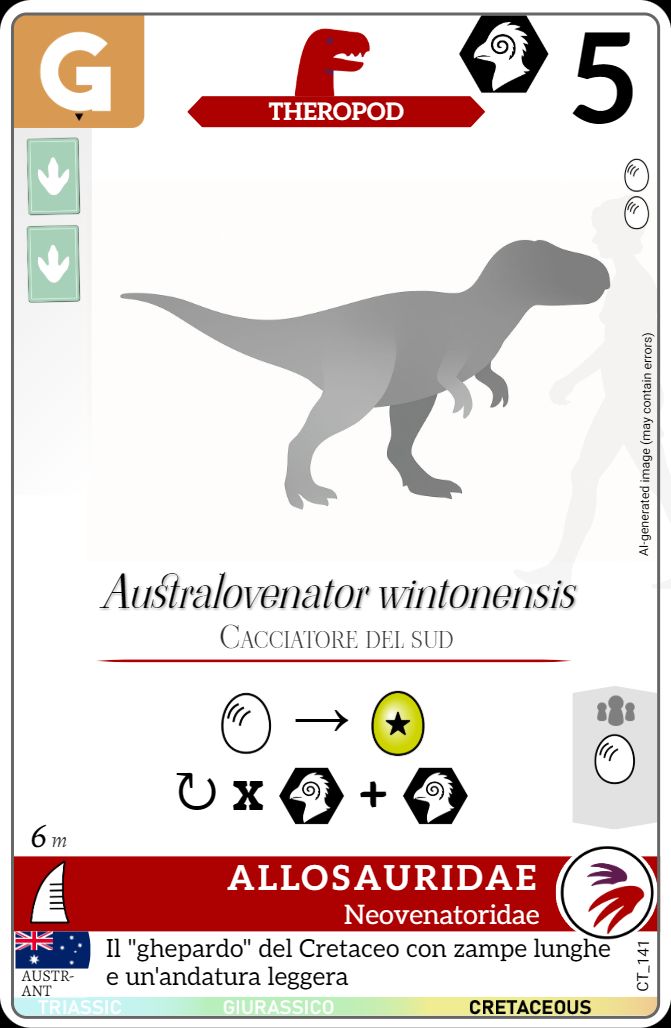 G
THEROPOD
5
AI-generated image (may contain errors)
Australovenator wintonensis
Cacciatore del sud
x
+
6 m
ALLOSAURIDAE
Neovenatoridae
Il "ghepardo" del Cretaceo con zampe lunghe
e un'andatura leggera
AUSTR-
ANT
CT_141
TRIASSIC GIURASSICO CRETACEOUS